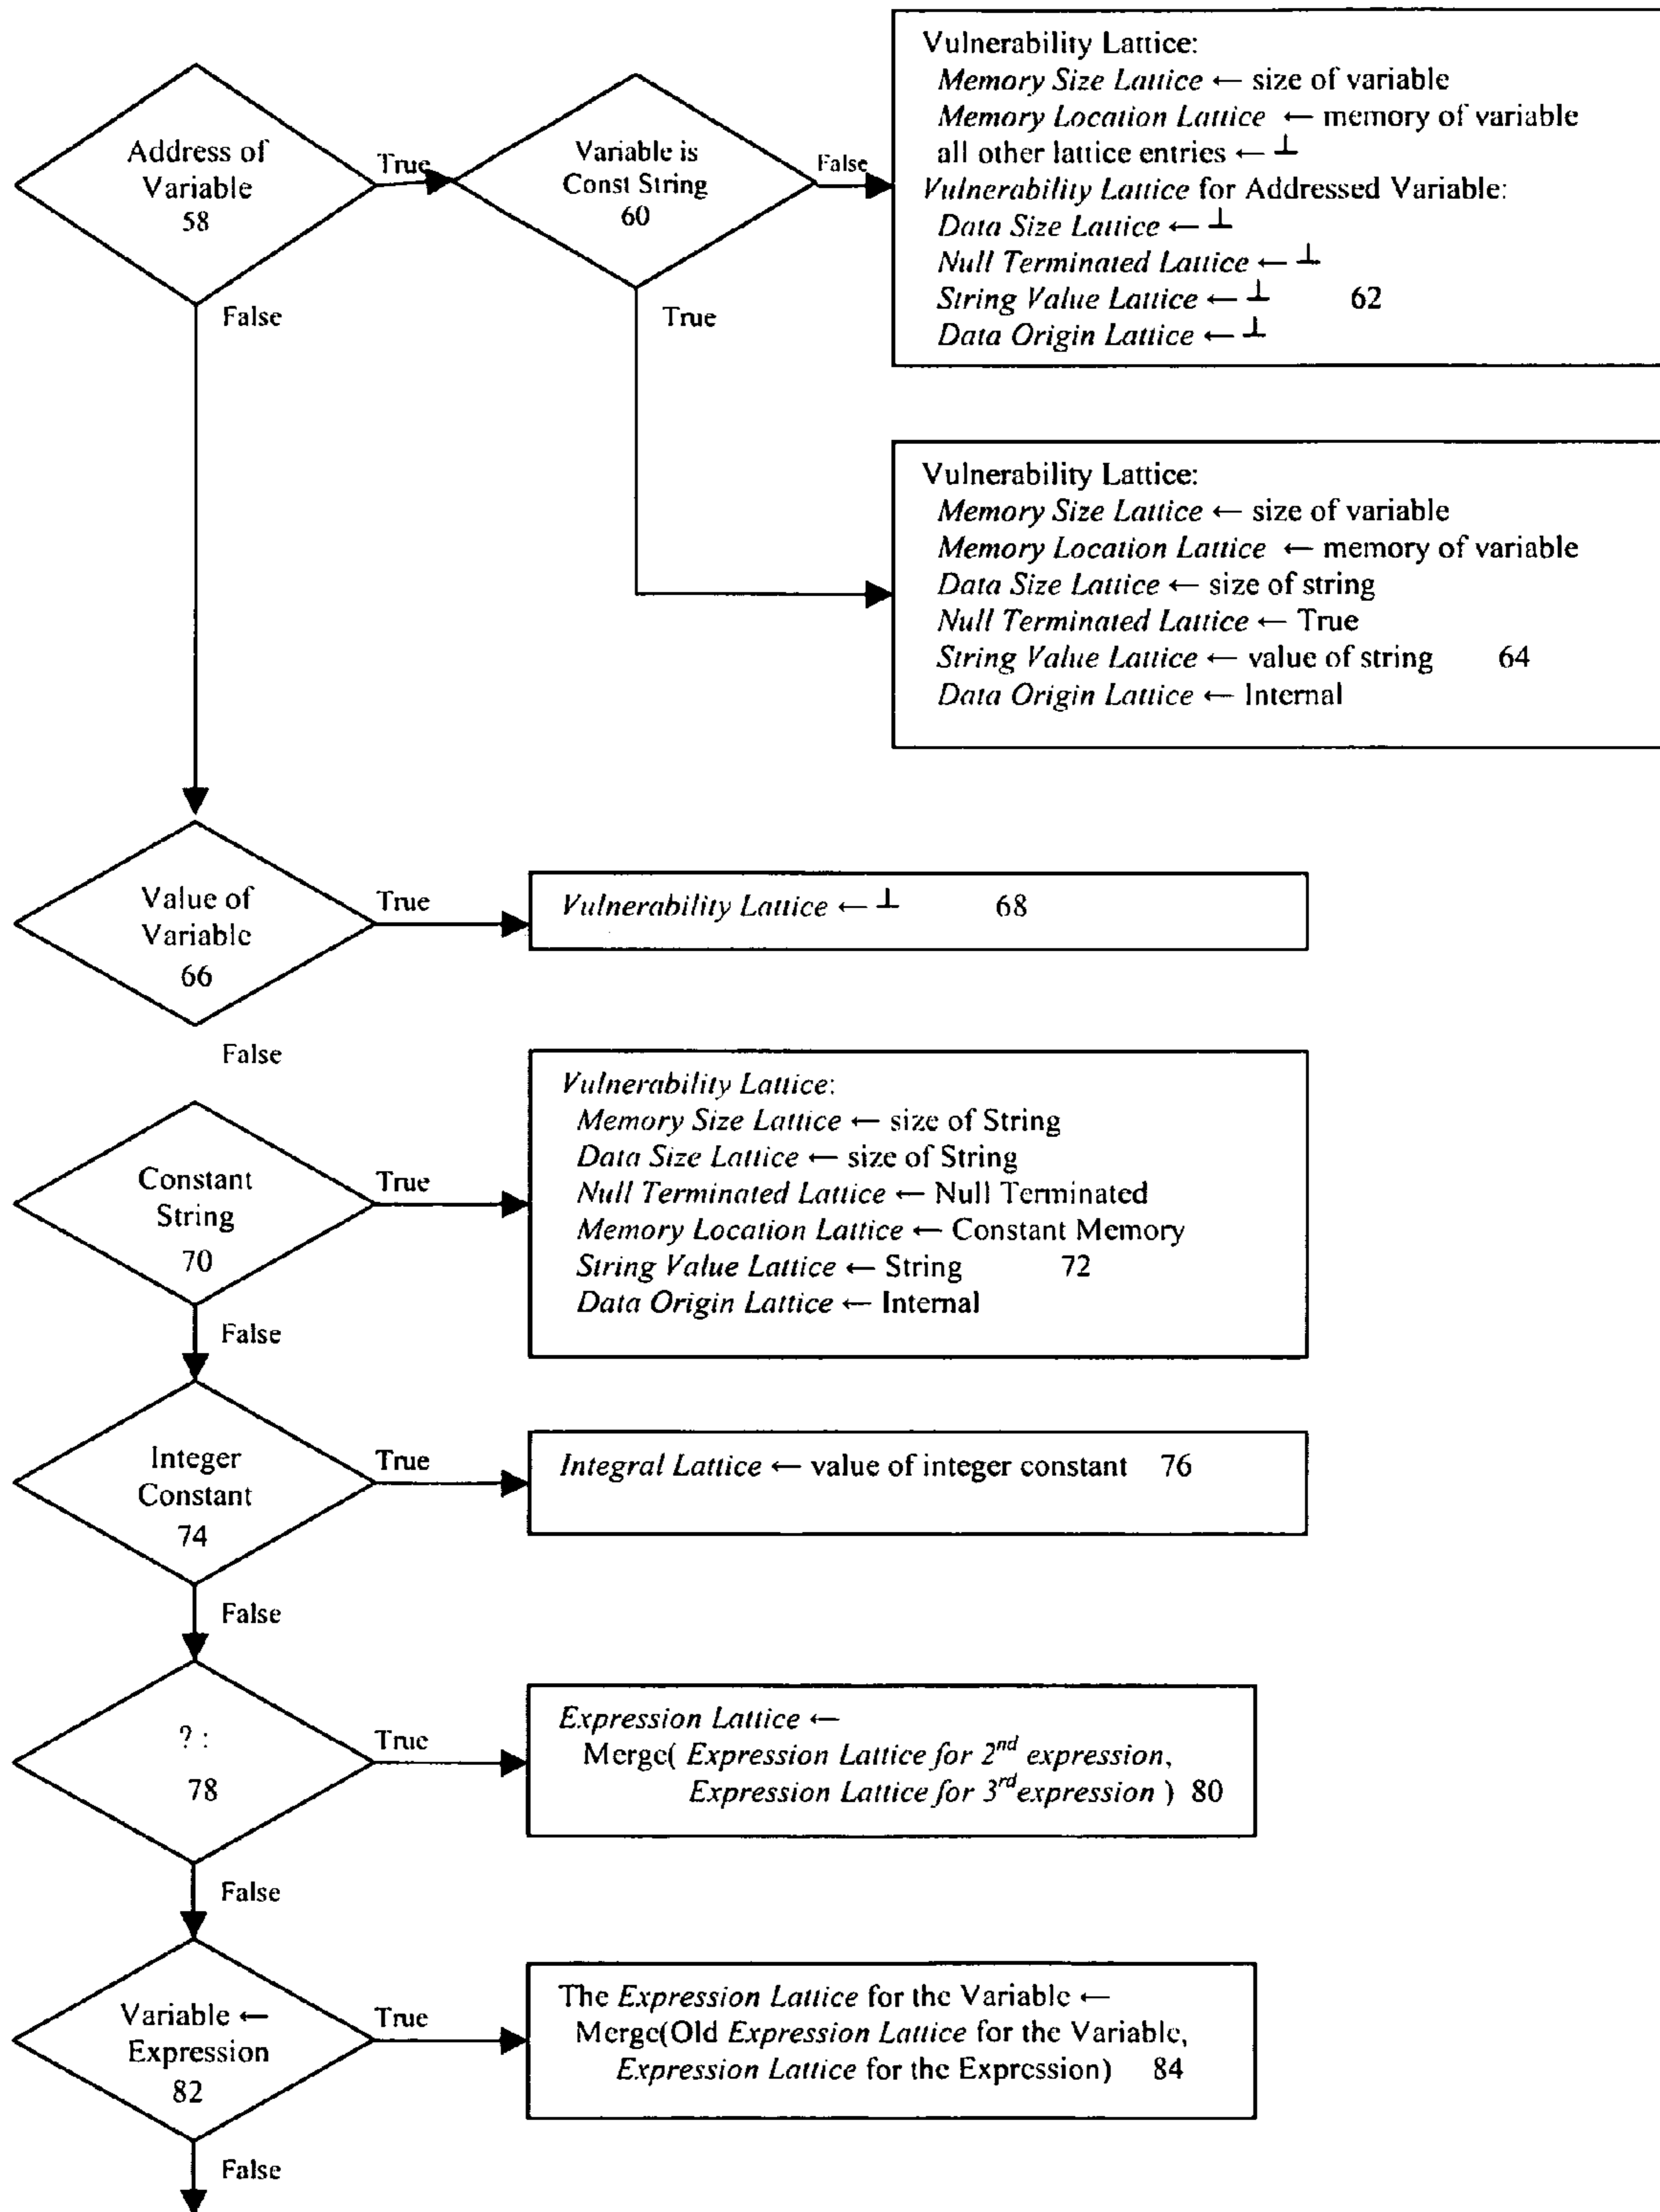 Address of
Variable
58
True
False
Variable is
Const String
60
False
True
Vulnerability Lattice:
Memory Size Lattice ← size of variable
Memory Location Lattice ← memory of variable
all other lattice entries ← ⊥
Vulnerability Lattice for Addressed Variable:
Data Size Lattice ← ⊥
Null Terminated Lattice ← ⊥
String Value Lattice ← ⊥ 62
Data Origin Lattice ← ⊥
Vulnerability Lattice:
Memory Size Lattice ← size of variable
Memory Location Lattice ← memory of variable
Data Size Lattice ← size of string
Null Terminated Lattice ← True
String Value Lattice ← value of string 64
Data Origin Lattice ← Internal
Value of
Variable
66
True
False
Vulnerability Lattice ← ⊥ 68
Constant
String
70
True
False
Vulnerability Lattice:
Memory Size Lattice ← size of String
Data Size Lattice ← size of String
Null Terminated Lattice ← Null Terminated
Memory Location Lattice ← Constant Memory
String Value Lattice ← String 72
Data Origin Lattice ← Internal
Integer
Constant
74
True
False
Integral Lattice ← value of integer constant 76
? :
78
True
False
Expression Lattice ←
Merge( Expression Lattice for 2nd expression,
Expression Lattice for 3rd expression ) 80
Variable ←
Expression
82
True
False
The Expression Lattice for the Variable ←
Merge(Old Expression Lattice for the Variable,
Expression Lattice for the Expression) 84